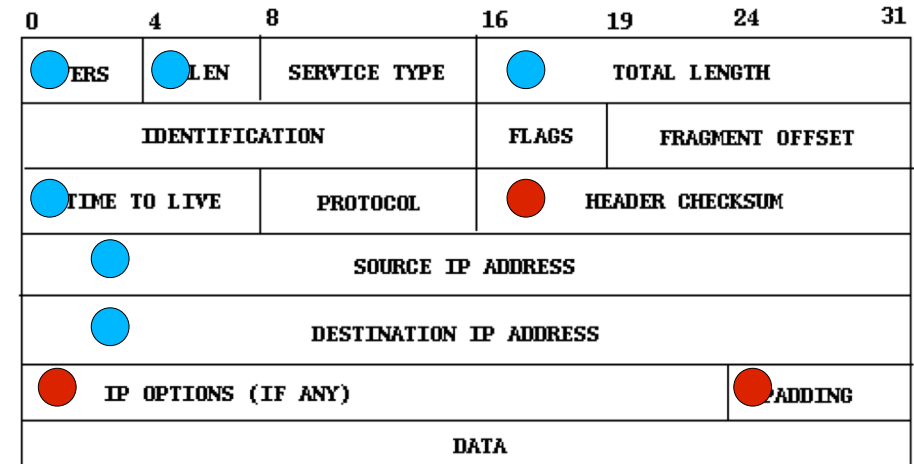 0 4 8 16 19 24 31
ERS LEN SERVICE TYPE TOTAL LENGTH
IDENTIFICATION FLAGS FRAGMENT OFFSET
TIME TO LIVE PROTOCOL HEADER CHECKSUM
SOURCE IP ADDRESS
DESTINATION IP ADDRESS
IP OPTIONS (IF ANY) PADDING
DATA